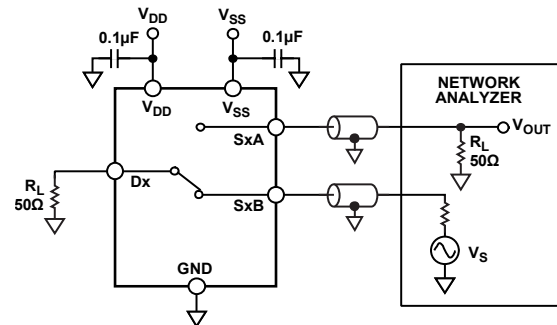 VDD
VSS
0.1µF
0.1µF
VDD
VSS
NETWORK
ANALYZER
SxA
VOUT
RL
50Ω
Dx
RL
50Ω
SxB
VS
GND